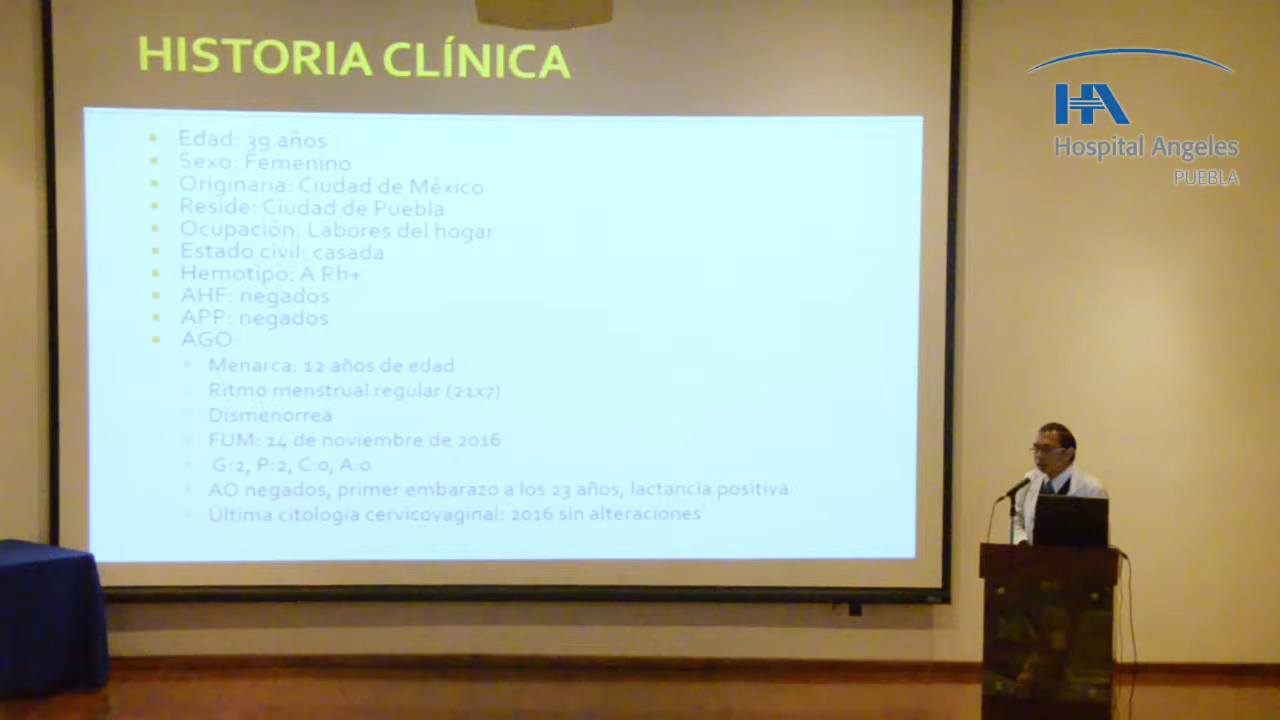 HISTORIA CLÍNICA
Edad: 39 años
Sexo: Femenino
Originaria: Ciudad de México
Reside: Ciudad de Puebla
Ocupación: Labores del hogar
Estado civil: casada
Hemotipo: A Rh+
AHF: negados
APP: negados
AGO:
Menarca: 12 años de edad
Ritmo menstrual regular (21x7)
Dismenorrea
FUM: 14 de noviembre de 2016
G:2, P:2, C:0, A:0
AO negados, primer embarazo a los 23 años, lactancia positiva
Última citología cervicovaginal: 2016 sin alteraciones
HA
Hospital Angeles
PUEBLA